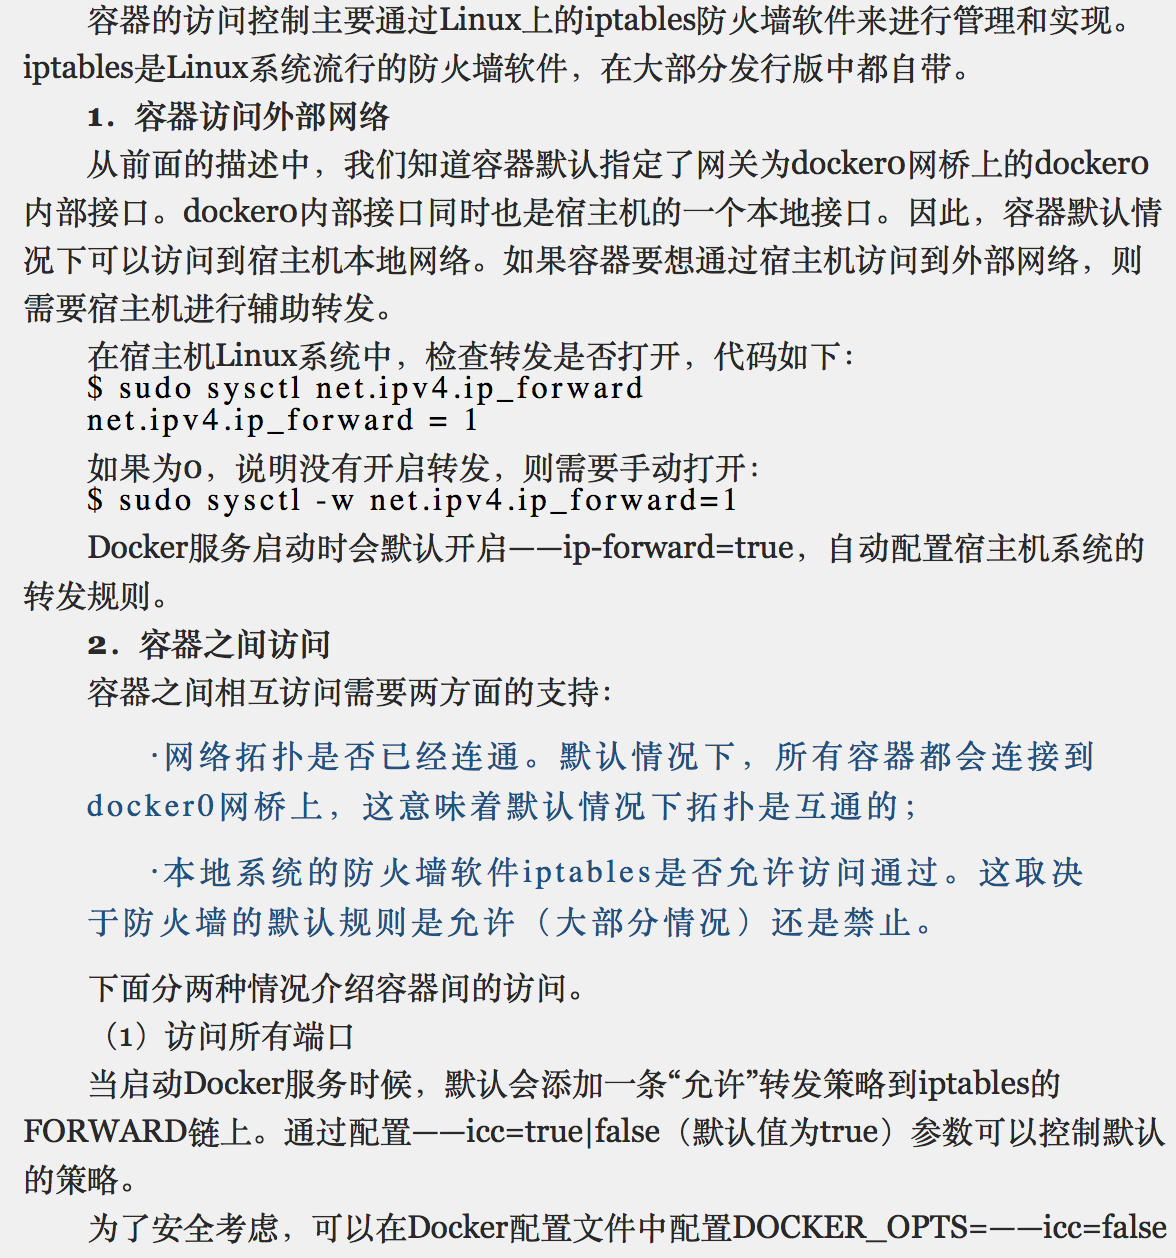 容器的访问控制主要通过Linux上的iptables防火墙软件来进行管理和实现。
iptables是Linux系统流行的防火墙软件，在大部分发行版中都自带。
1．容器访问外部网络
从前面的描述中，我们知道容器默认指定了网关为docker0网桥上的docker0
内部接口。docker0内部接口同时也是宿主机的一个本地接口。因此，容器默认情
况下可以访问到宿主机本地网络。如果容器要想通过宿主机访问到外部网络，则
需要宿主机进行辅助转发。
在宿主机Linux系统中，检查转发是否打开，代码如下：
$ sudo sysctl net.ipv4.ip_forward
net.ipv4.ip_forward = 1
如果为0，说明没有开启转发，则需要手动打开：
$ sudo sysctl -w net.ipv4.ip_forward=1
Docker服务启动时会默认开启——ip-forward=true，自动配置宿主机系统的
转发规则。
2．容器之间访问
容器之间相互访问需要两方面的支持：
·网络拓扑是否已经连通。默认情况下，所有容器都会连接到
docker0网桥上，这意味着默认情况下拓扑是互通的；
·本地系统的防火墙软件iptables是否允许访问通过。这取决
于防火墙的默认规则是允许（大部分情况）还是禁止。
下面分两种情况介绍容器间的访问。
（1）访问所有端口
当启动Docker服务时候，默认会添加一条“允许”转发策略到iptables的
FORWARD链上。通过配置——icc=true|false（默认值为true）参数可以控制默认
的策略。
为了安全考虑，可以在Docker配置文件中配置DOCKER_OPTS=——icc=false